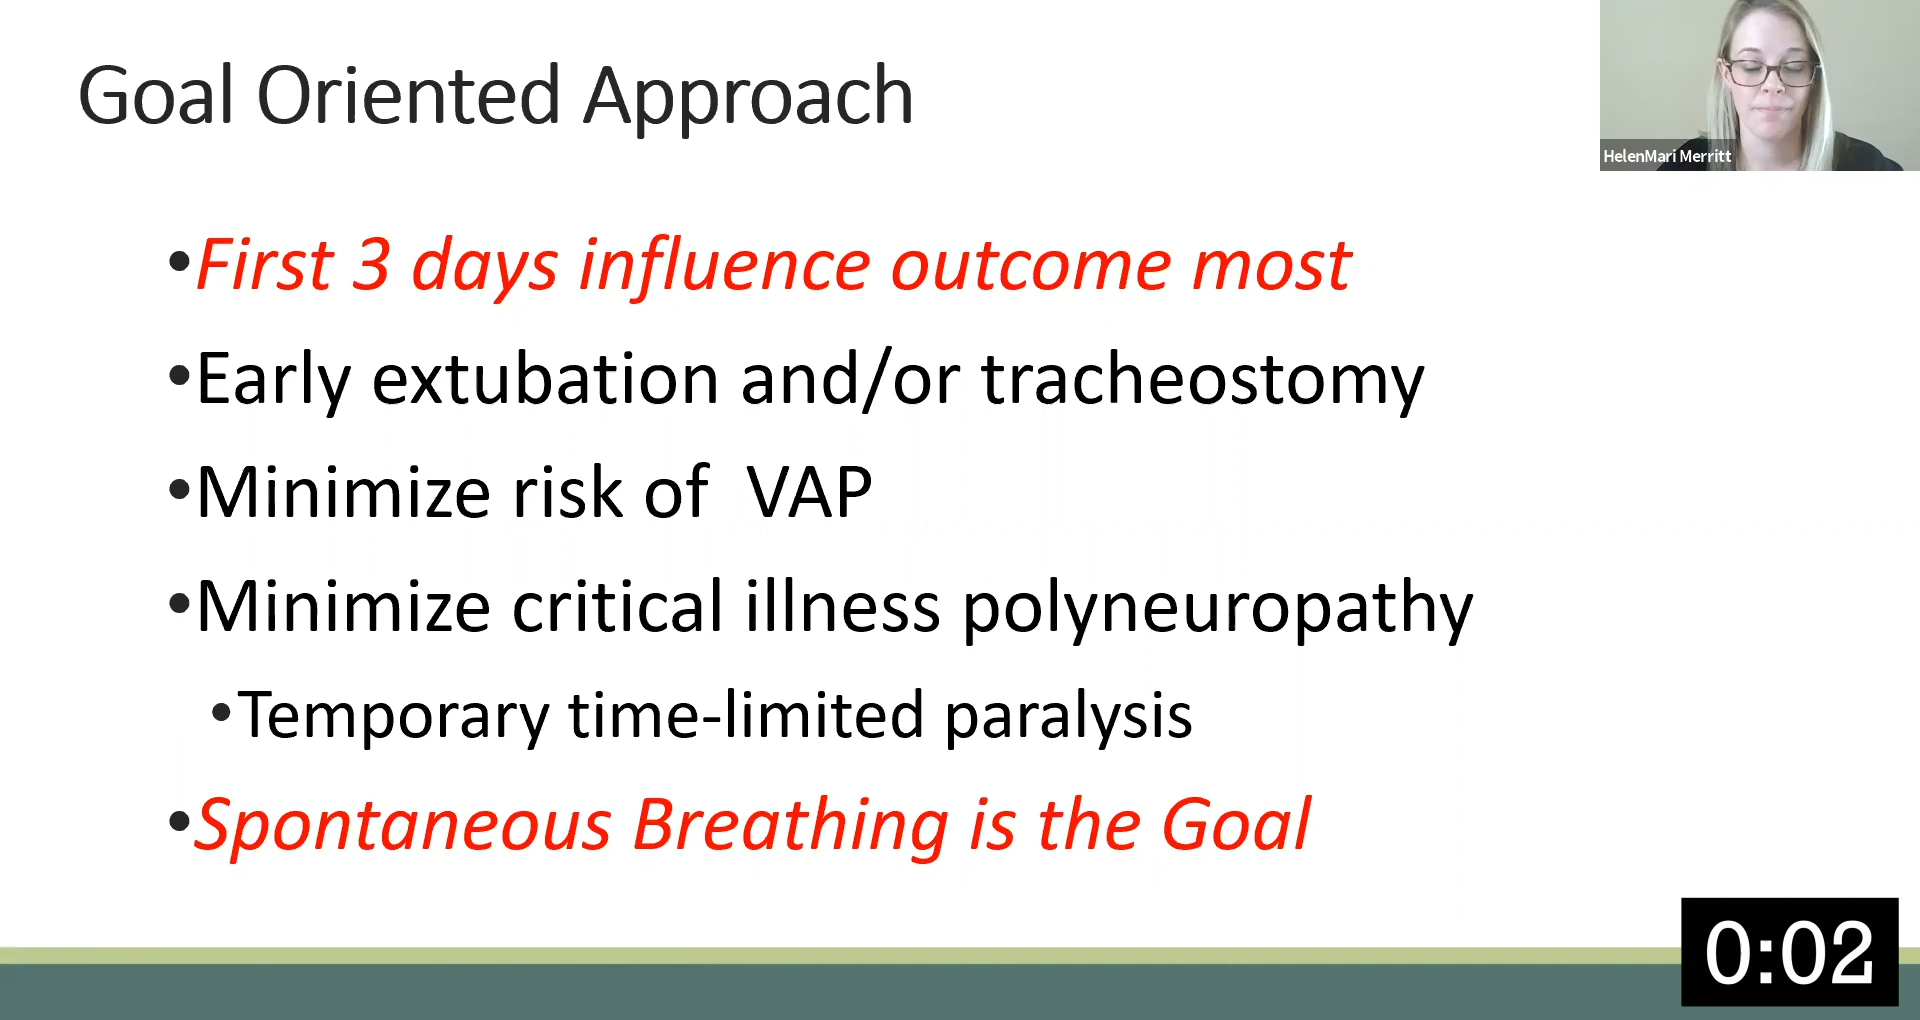 Goal Oriented Approach
HelenMari Merritt
•First 3 days influence outcome most
•Early extubation and/or tracheostomy
•Minimize risk of  VAP
•Minimize critical illness polyneuropathy
•Temporary time-limited paralysis
•Spontaneous Breathing is the Goal
0:02